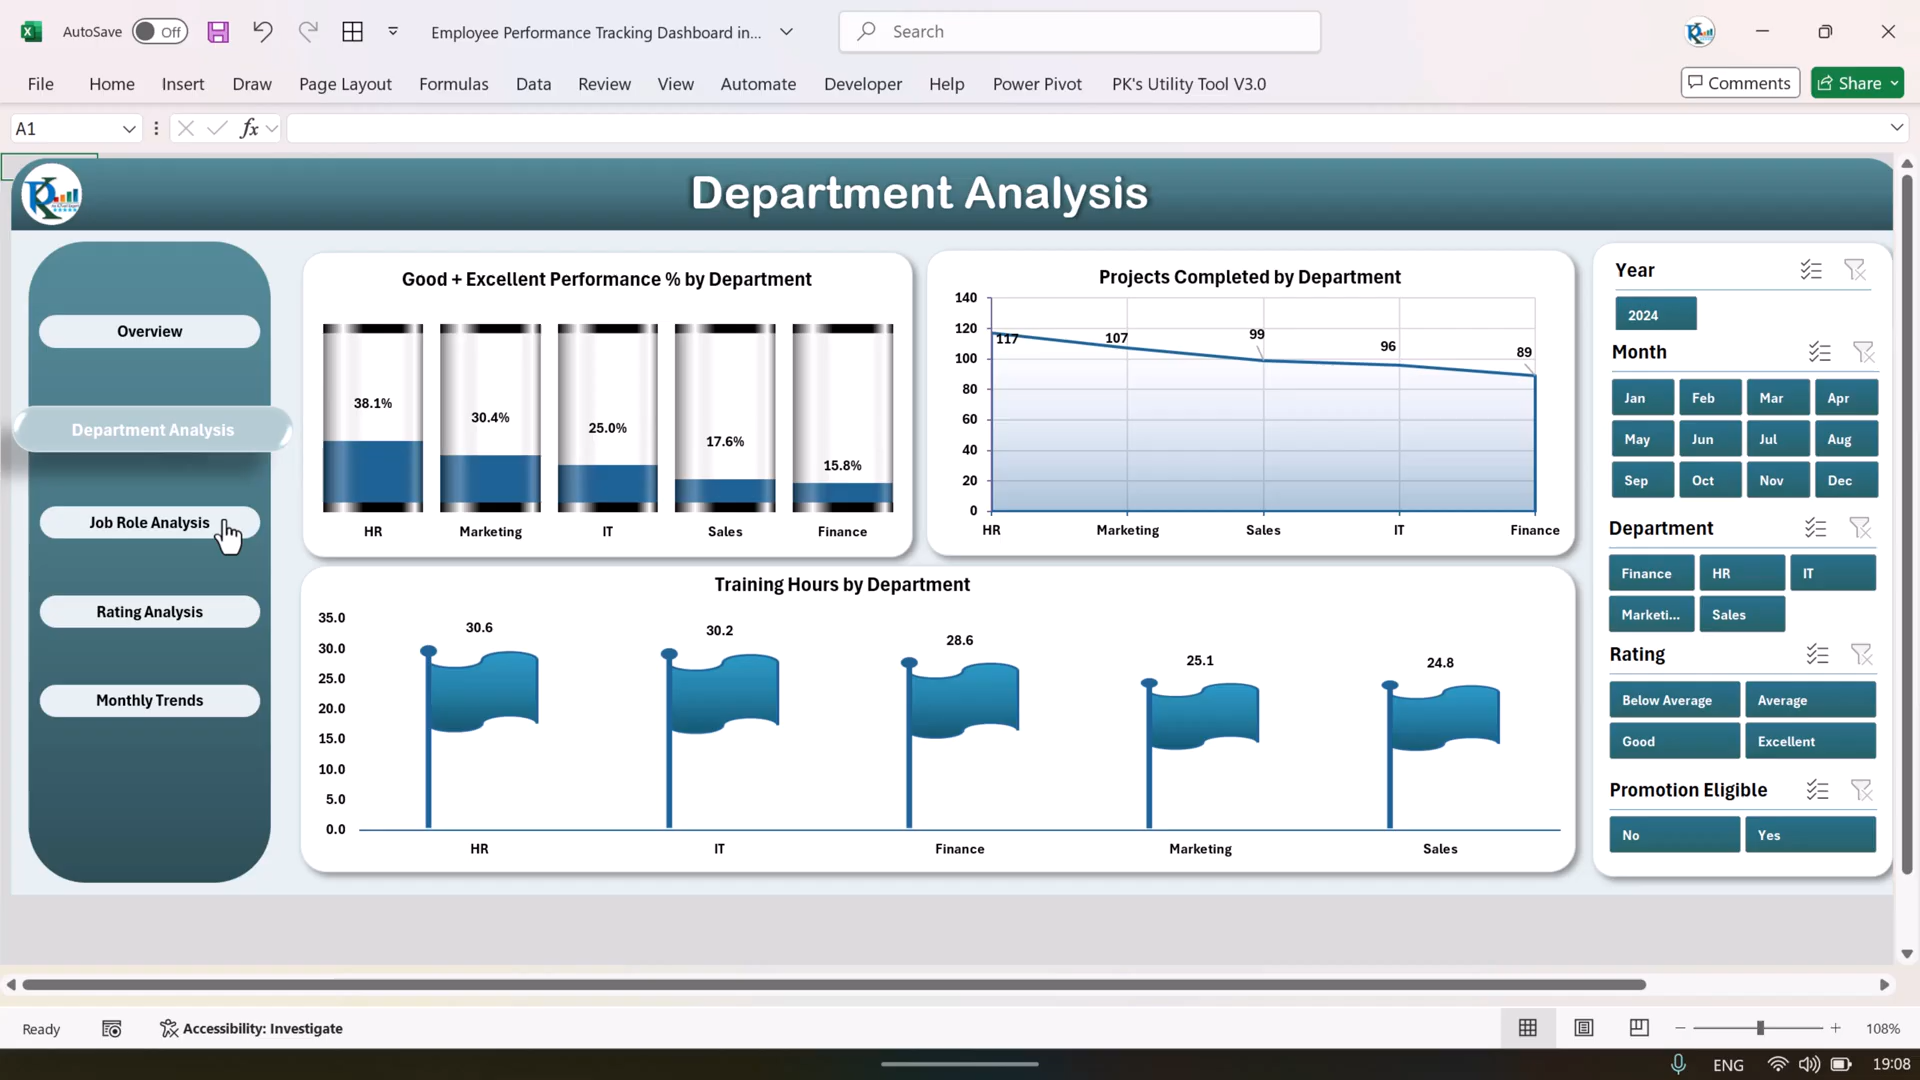 AutoSave Off Employee Performance Tracking Dashboard in... Search
File Home Insert Draw Page Layout Formulas Data Review View Automate Developer Help Power Pivot PK's Utility Tool V3.0 Comments Share
A1 fx
Department Analysis
Overview
Department Analysis
Job Role Analysis
Rating Analysis
Monthly Trends
Good + Excellent Performance % by Department
38.1% 30.4% 25.0% 17.6% 15.8%
HR Marketing IT Sales Finance
Projects Completed by Department
140
120
100
80
60
40
20
0
117 107 99 96 89
HR Marketing Sales IT Finance
Training Hours by Department
35.0
30.0
25.0
20.0
15.0
10.0
5.0
0.0
30.6 30.2 28.6 25.1 24.8
HR IT Finance Marketing Sales
Year
2024
Month
Jan Feb Mar Apr
May Jun Jul Aug
Sep Oct Nov Dec
Department
Finance HR IT
Marketi... Sales
Rating
Below Average Average
Good Excellent
Promotion Eligible
No Yes
Ready Accessibility: Investigate 108%
ENG 19:08